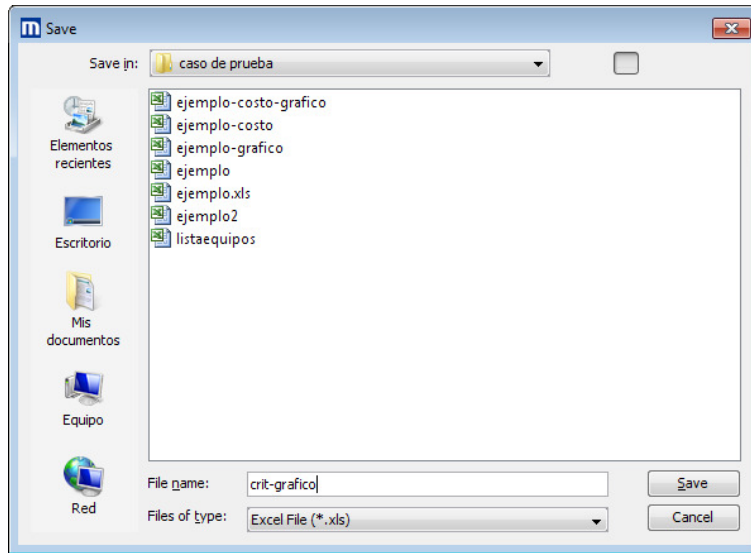 Save
Save in:
caso de prueba
Elementos
recientes
Escritorio
Mis
documentos
Equipo
Red
ejemplo-costo-grafico
ejemplo-costo
ejemplo-grafico
ejemplo
ejemplo.xls
ejemplo2
listaequipos
File name:
crit-grafico
Save
Files of type:
Excel File (*.xls)
Cancel